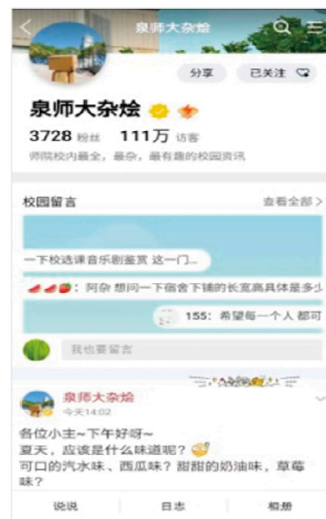 泉师大杂烩
分享 已关注
泉师大杂烩
3728 粉丝 111万 访客
师院校内最全，最杂，最有趣的校园资讯
校园留言 查看全部 >
一下校选课音乐剧鉴赏 这一门...
：阿杂 想问一下宿舍下铺的长宽高具体是多少
155：希望每一个人 都可
我也要留言
泉师大杂烩
今天14:02
各位小主~下午好呀~
夏天，应该是什么味道呢？
可口的汽水味、西瓜味？甜甜的奶油味，草莓
味？
说说 日志 相册